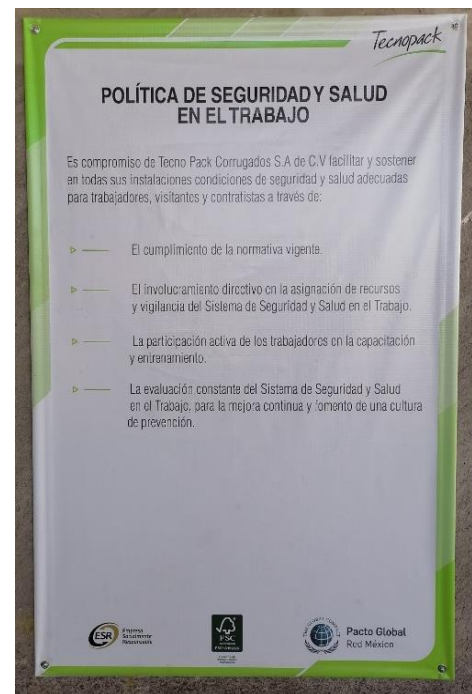 Tecnopack
POLÍTICA DE SEGURIDAD Y SALUD
EN EL TRABAJO
Es compromiso de Tecno Pack Corrugados S.A de C.V facilitar y sostener
en todas sus instalaciones condiciones de seguridad y salud adecuadas
para trabajadores, visitantes y contratistas a través de:
El cumplimiento de la normativa vigente.
El involucramiento directivo en la asignación de recursos
y vigilancia del Sistema de Seguridad y Salud en el Trabajo.
La participación activa de los trabajadores en la capacitación
y entrenamiento.
La evaluación constante del Sistema de Seguridad y Salud
en el Trabajo, para la mejora continua y fomento de una cultura
de prevención.
ESR
Empresa
Socialmente
Responsable
FSC
Pacto Global
Red México